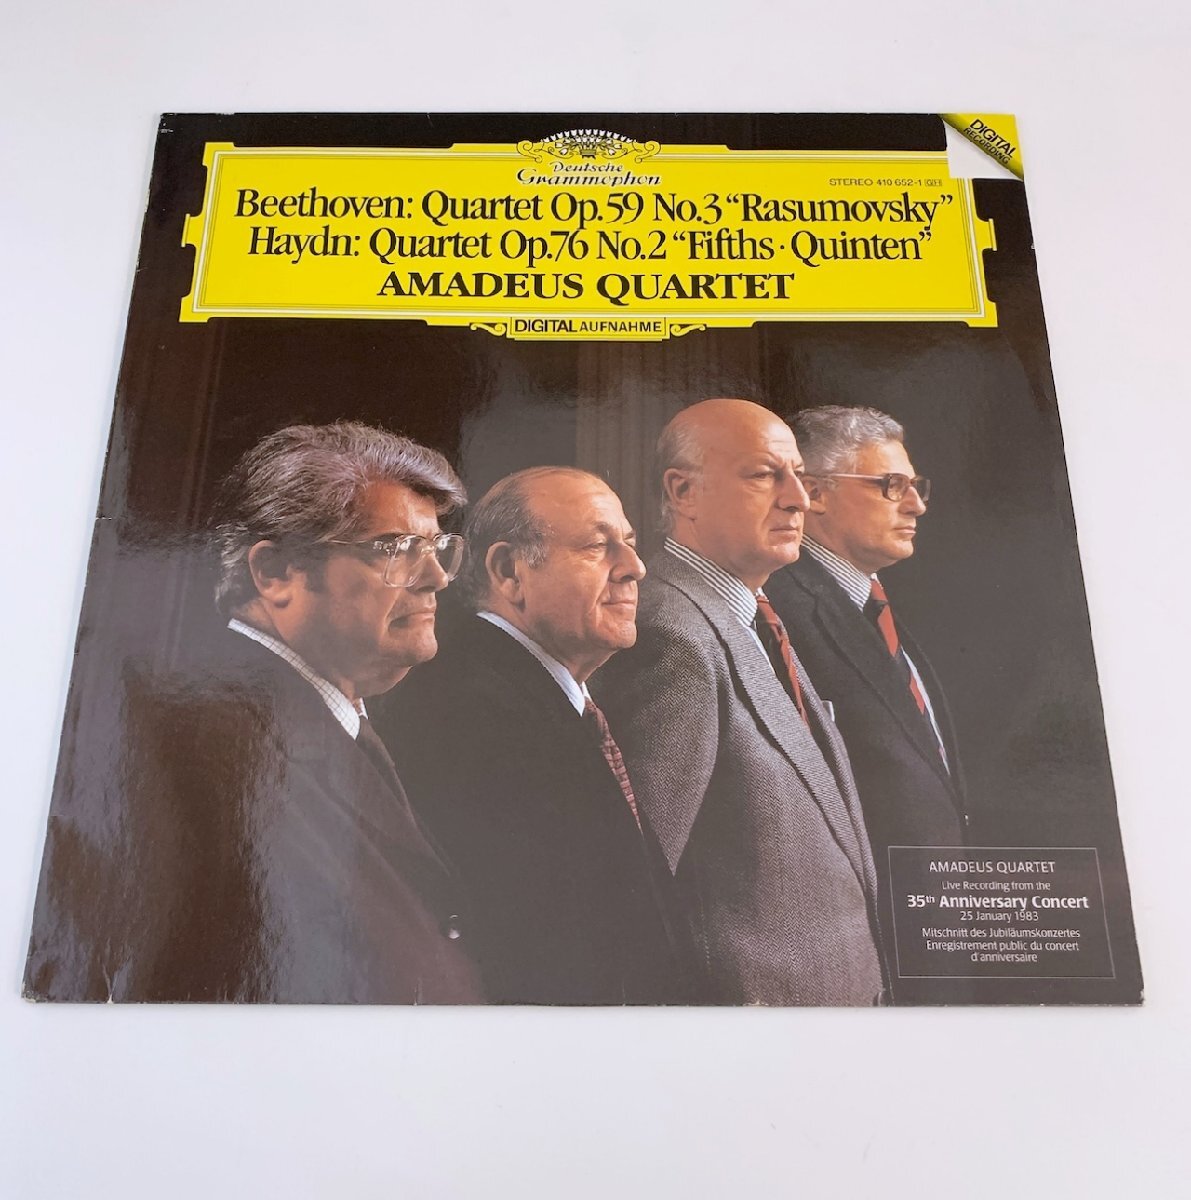 DIGITAL
RECORDING
Deutsche
Grammophon
STEREO 410 652-1 GH
Beethoven: Quartet Op.59 No.3 “Rasumovsky”
Haydn: Quartet Op.76 No.2 “Fifths · Quinten”
AMADEUS QUARTET
DIGITAL AUFNAHME
AMADEUS QUARTET
Live Recording from the
35th Anniversary Concert
25 January 1983
Mitschnitt des Jubiläumskonzertes
Enregistrement public du concert
d'anniversaire